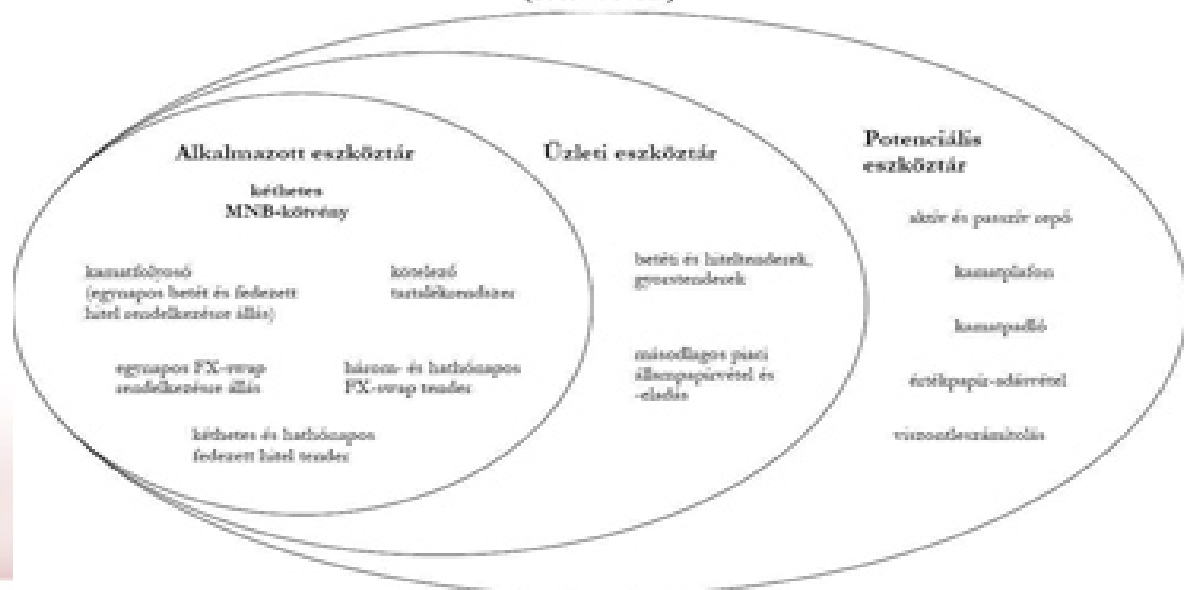 Alkalmazott eszköztár
kéthetes
MNB-kötvény
kamatfolyosó
(egynapos betét és fedezett
hitel rendelkezésre állás)
kötelező
tartalékrendszer
egynapos FX-swap
rendelkezésre állás
három- és hathónapos
FX-swap tender
kéthetes és hathónapos
fedezett hitel tender
Üzleti eszköztár
betéti és hiteltenderek,
gyorstenderek
másodlagos piaci
állampapírvétel és
-eladás
Potenciális
eszköztár
aktív és passzív repó
kamatplafon
kamatpadló
értékpapír-adásvétel
viszontleszámítolás